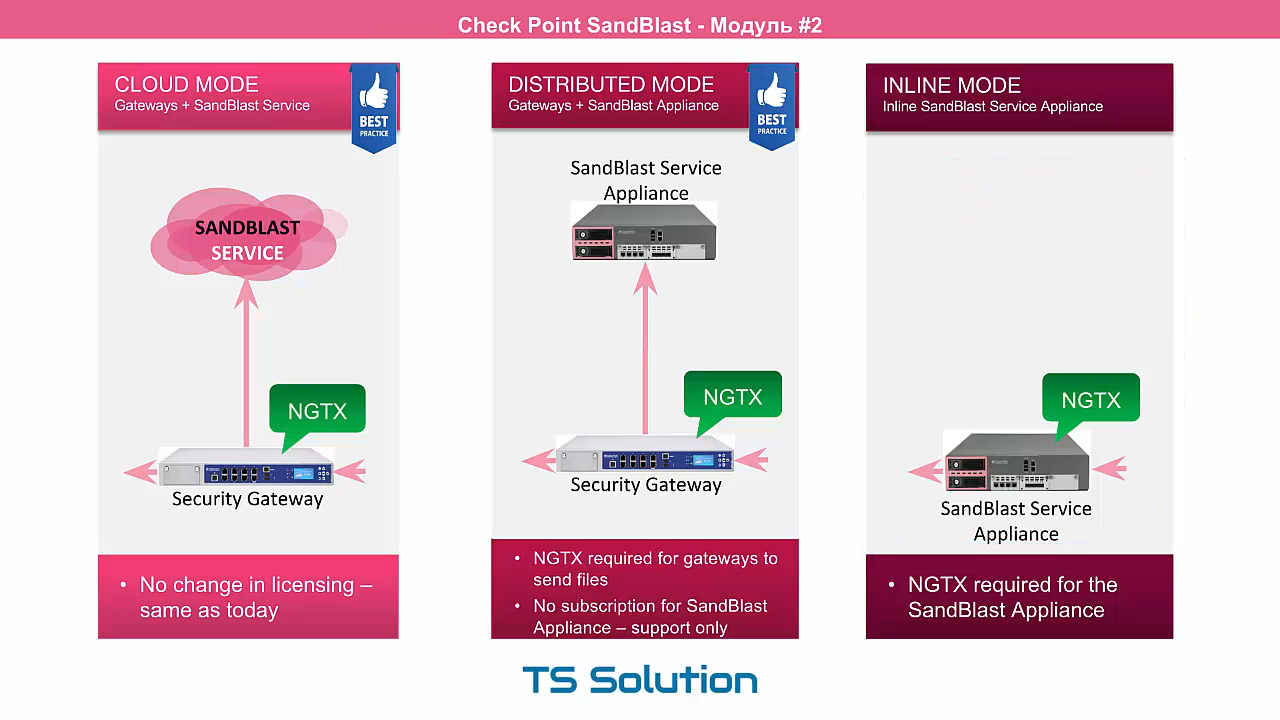 Check Point SandBlast - Модуль #2
CLOUD MODE
Gateways + SandBlast Service
BEST
PRACTICE
SANDBLAST
SERVICE
NGTX
Security Gateway
• No change in licensing –
same as today
DISTRIBUTED MODE
Gateways + SandBlast Appliance
BEST
PRACTICE
SandBlast Service
Appliance
NGTX
Security Gateway
• NGTX required for gateways to
send files
• No subscription for SandBlast
Appliance – support only
INLINE MODE
Inline SandBlast Service Appliance
NGTX
SandBlast Service
Appliance
• NGTX required for the
SandBlast Appliance
TS Solution